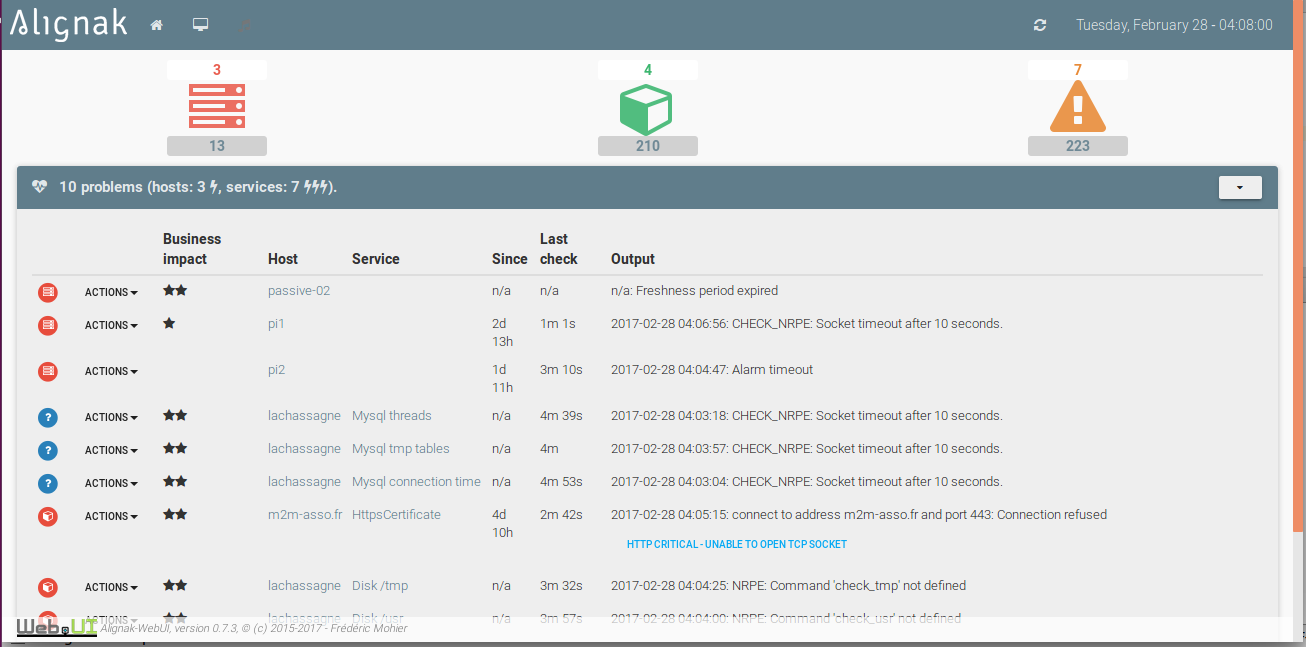 Alignak Tuesday, February 28 - 04:08:00
3 4 7
13 210 223
10 problems (hosts: 3, services: 7).
Business impact Host Service Since Last check Output
ACTIONS passive-02 n/a n/a n/a: Freshness period expired
ACTIONS pi1 2d 13h 1m 1s 2017-02-28 04:06:56: CHECK_NRPE: Socket timeout after 10 seconds.
ACTIONS pi2 1d 11h 3m 10s 2017-02-28 04:04:47: Alarm timeout
? ACTIONS lachassagne Mysql threads n/a 4m 39s 2017-02-28 04:03:18: CHECK_NRPE: Socket timeout after 10 seconds.
? ACTIONS lachassagne Mysql tmp tables n/a 4m 2017-02-28 04:03:57: CHECK_NRPE: Socket timeout after 10 seconds.
? ACTIONS lachassagne Mysql connection time n/a 4m 53s 2017-02-28 04:03:04: CHECK_NRPE: Socket timeout after 10 seconds.
ACTIONS m2m-asso.fr HttpsCertificate 4d 10h 2m 42s 2017-02-28 04:05:15: connect to address m2m-asso.fr and port 443: Connection refused
HTTP CRITICAL - UNABLE TO OPEN TCP SOCKET
ACTIONS lachassagne Disk /tmp n/a 3m 32s 2017-02-28 04:04:25: NRPE: Command 'check_tmp' not defined
ACTIONS lachassagne Disk /usr n/a 3m 57s 2017-02-28 04:04:00: NRPE: Command 'check_usr' not defined
Web UI Alignak-WebUI, version 0.7.3, © (c) 2015-2017 - Frédéric Mohier